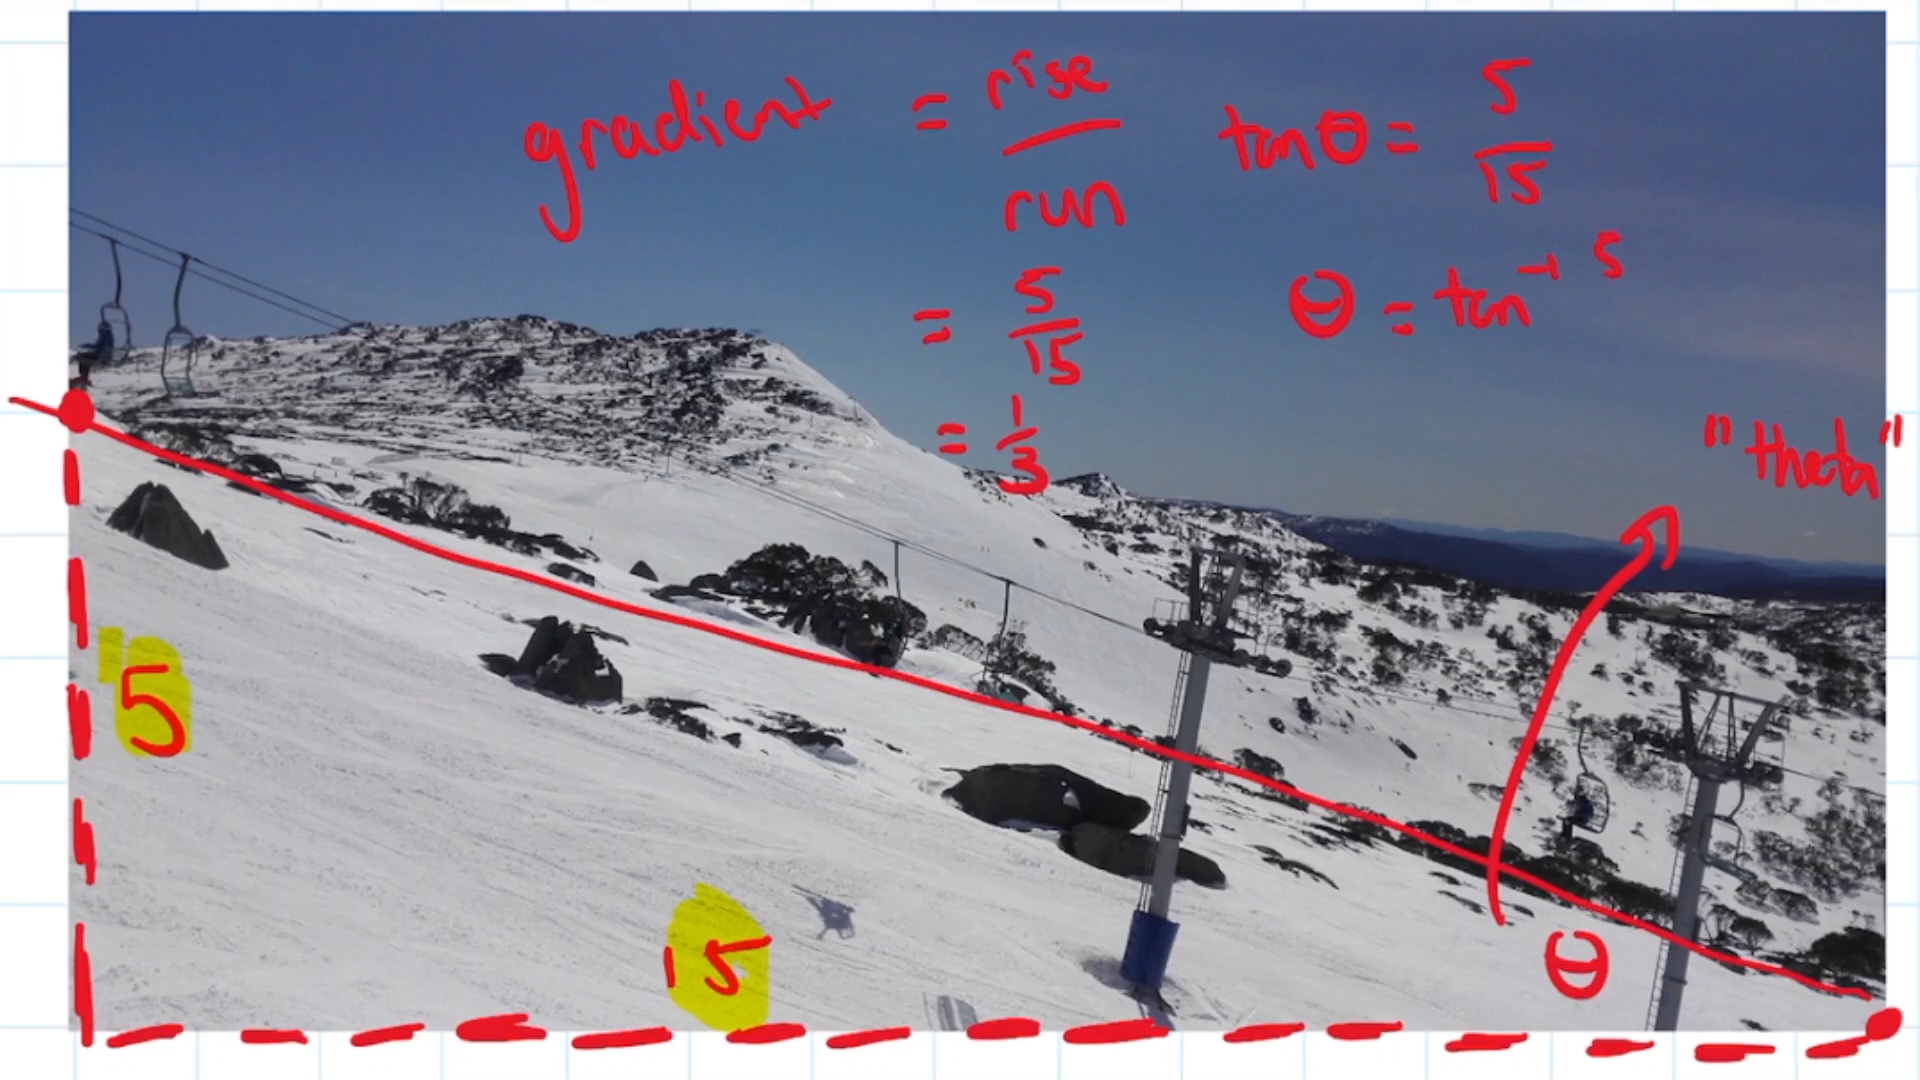 gradient = rise / run
= 5/15
= 1/3
tanθ = 5/15
θ = tan⁻¹ 5
"theta"
5
15
θ